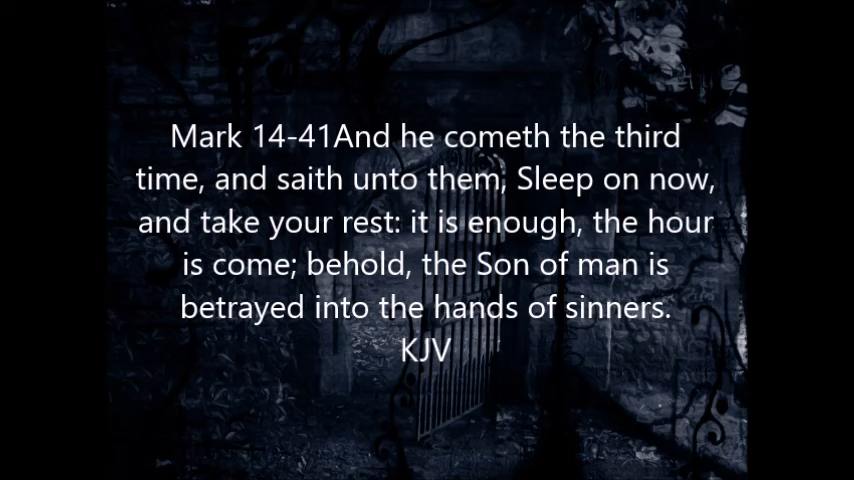 Mark 14-41And he cometh the third
time, and saith unto them, Sleep on now,
and take your rest: it is enough, the hour
is come; behold, the Son of man is
betrayed into the hands of sinners.
KJV